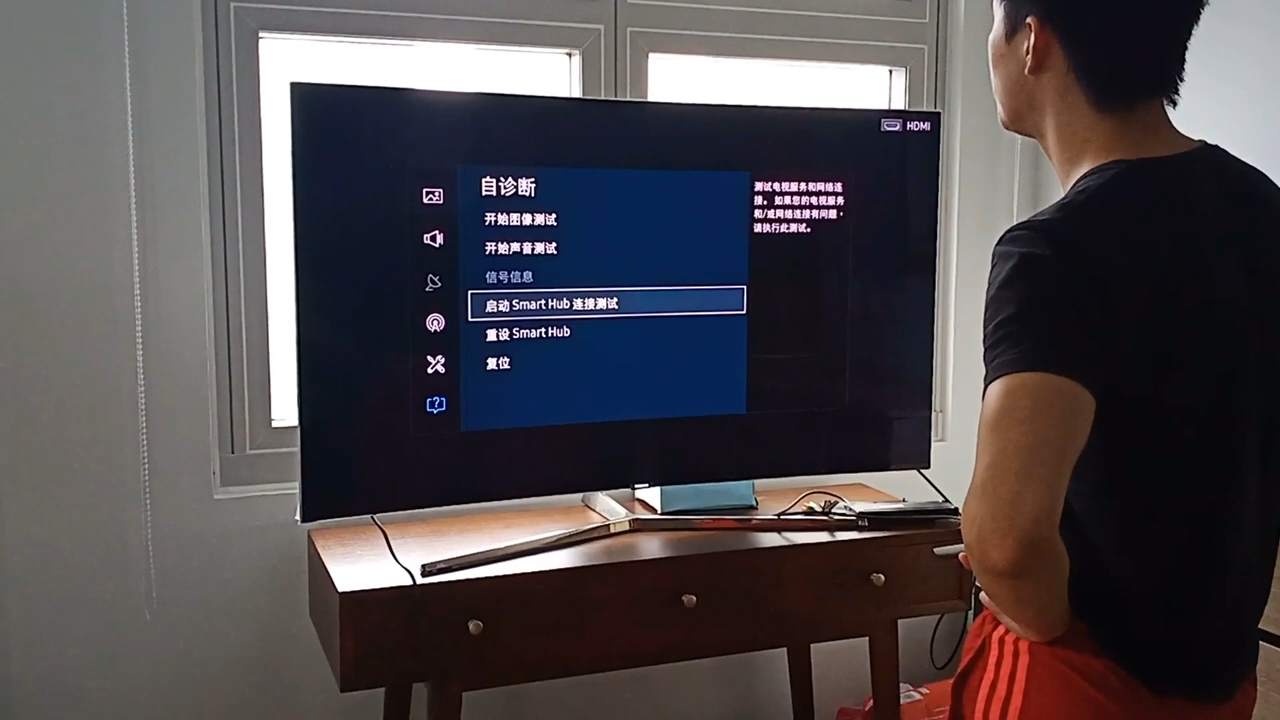 HDMI
自诊断
开始图像测试
开始声音测试
信号信息
启动 Smart Hub 连接测试
重设 Smart Hub
复位
测试电视服务和网络连
接。如果您的电视服务
和/或网络连接有问题，
请执行此测试。